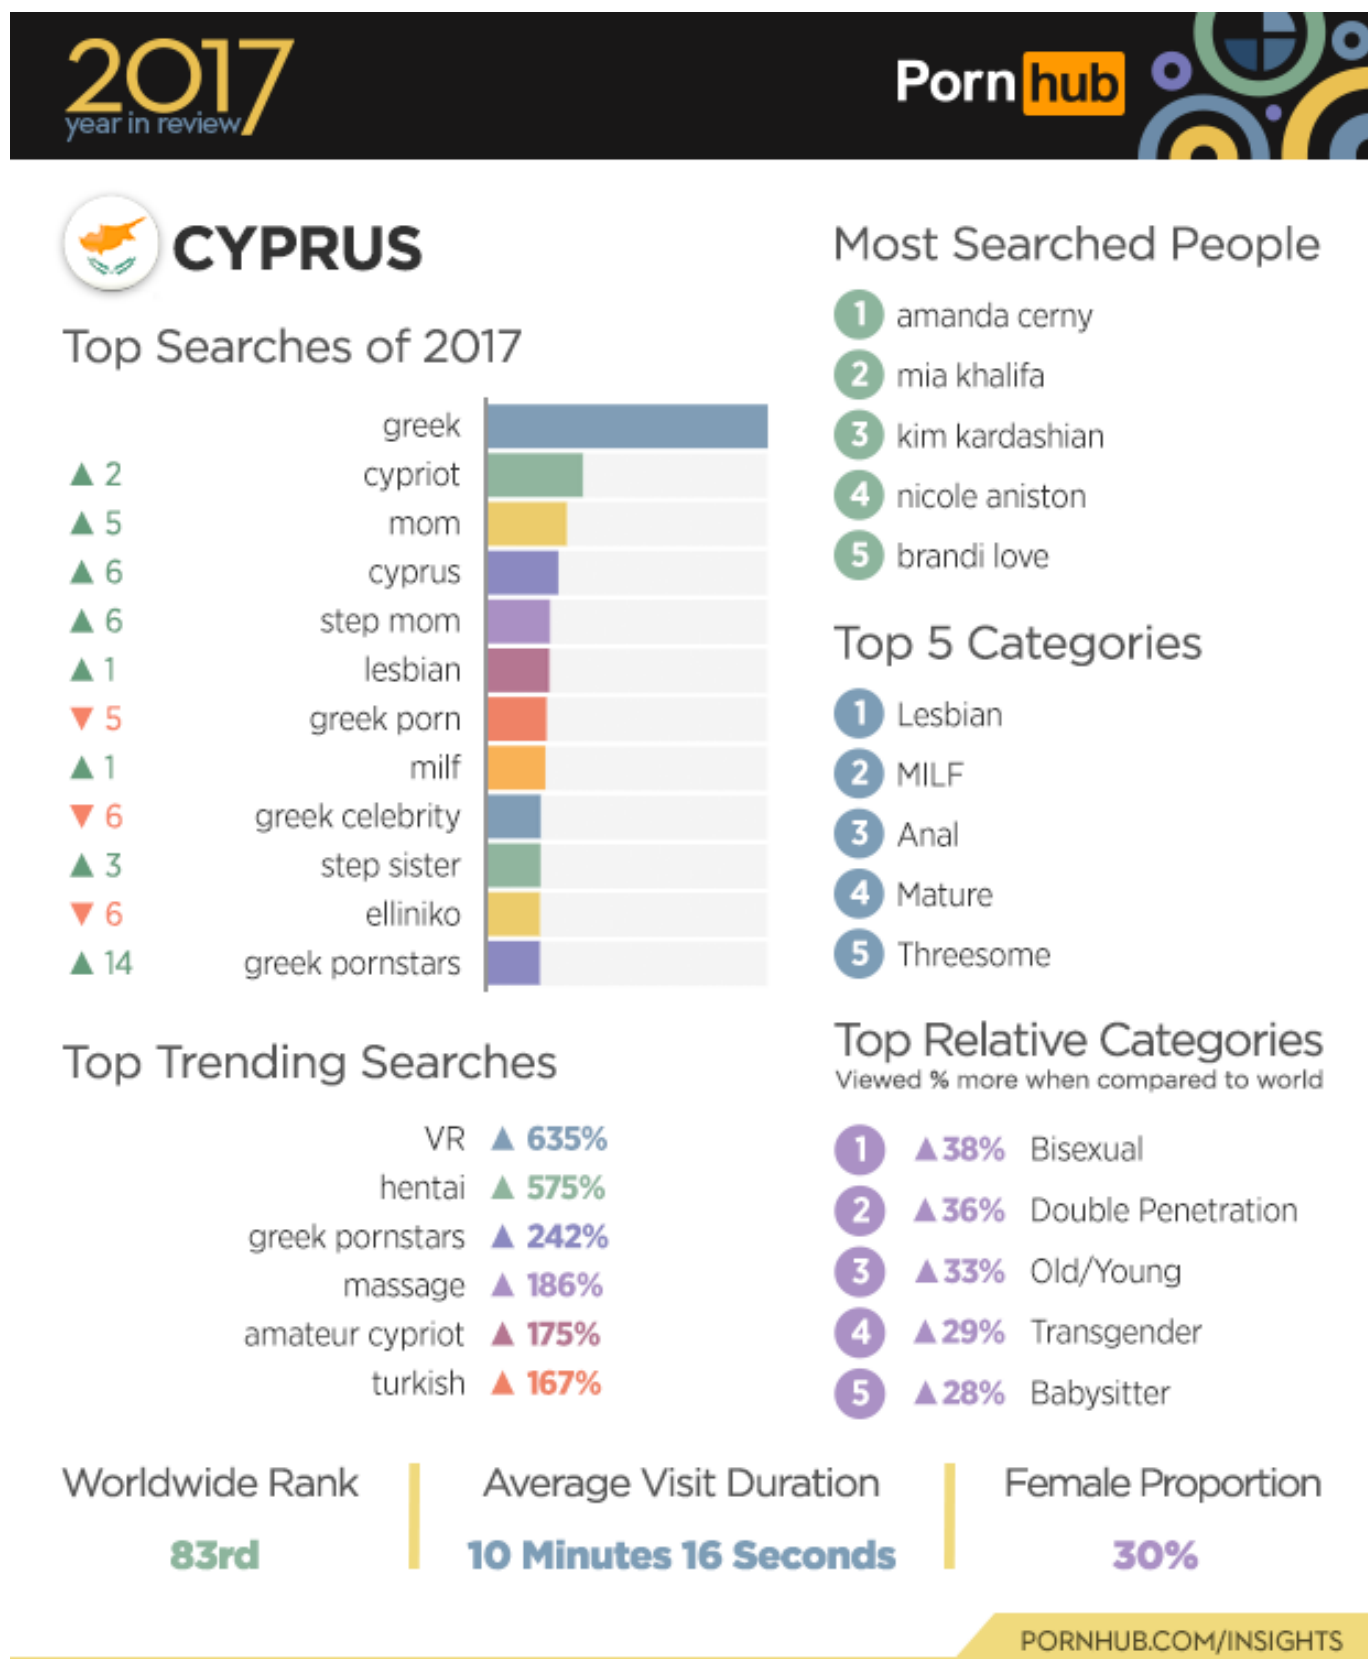 2017
year in review
Pornhub
CYPRUS
Top Searches of 2017
greek
▲ 2 cypriot
▲ 5 mom
▲ 6 cyprus
▲ 6 step mom
▲ 1 lesbian
▼ 5 greek porn
▲ 1 milf
▼ 6 greek celebrity
▲ 3 step sister
▼ 6 elliniko
▲ 14 greek pornstars
Top Trending Searches
VR ▲ 635%
hentai ▲ 575%
greek pornstars ▲ 242%
massage ▲ 186%
amateur cypriot ▲ 175%
turkish ▲ 167%
Most Searched People
1 amanda cerny
2 mia khalifa
3 kim kardashian
4 nicole aniston
5 brandi love
Top 5 Categories
1 Lesbian
2 MILF
3 Anal
4 Mature
5 Threesome
Top Relative Categories
Viewed % more when compared to world
1 ▲38% Bisexual
2 ▲36% Double Penetration
3 ▲33% Old/Young
4 ▲29% Transgender
5 ▲28% Babysitter
Worldwide Rank
83rd
Average Visit Duration
10 Minutes 16 Seconds
Female Proportion
30%
PORNHUB.COM/INSIGHTS